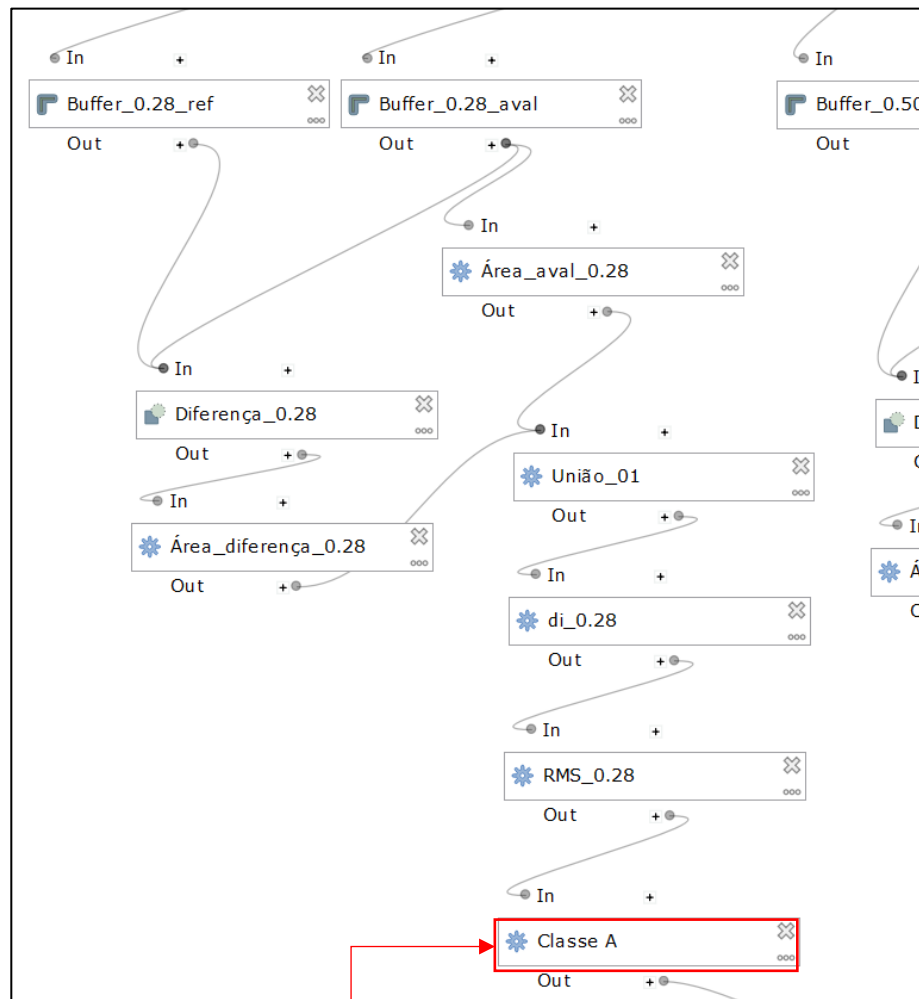 In + In + In
Buffer_0.28_ref Buffer_0.28_aval Buffer_0.50
Out + Out + Out
In +
Área_aval_0.28
Out +
In +
Diferença_0.28
Out + In +
União_01
In + Out +
Área_diferença_0.28
Out + In +
di_0.28
Out +
In +
RMS_0.28
Out +
In +
Classe A
Out +